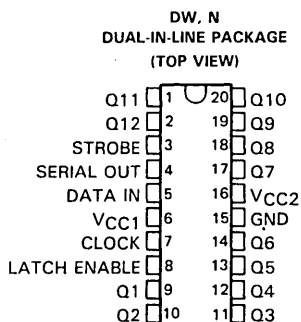 DW, N
DUAL-IN-LINE PACKAGE
(TOP VIEW)
Q11 1 20 Q10
Q12 2 19 Q9
STROBE 3 18 Q8
SERIAL OUT 4 17 Q7
DATA IN 5 16 VCC2
VCC1 6 15 GND
CLOCK 7 14 Q6
LATCH ENABLE 8 13 Q5
Q1 9 12 Q4
Q2 10 11 Q3